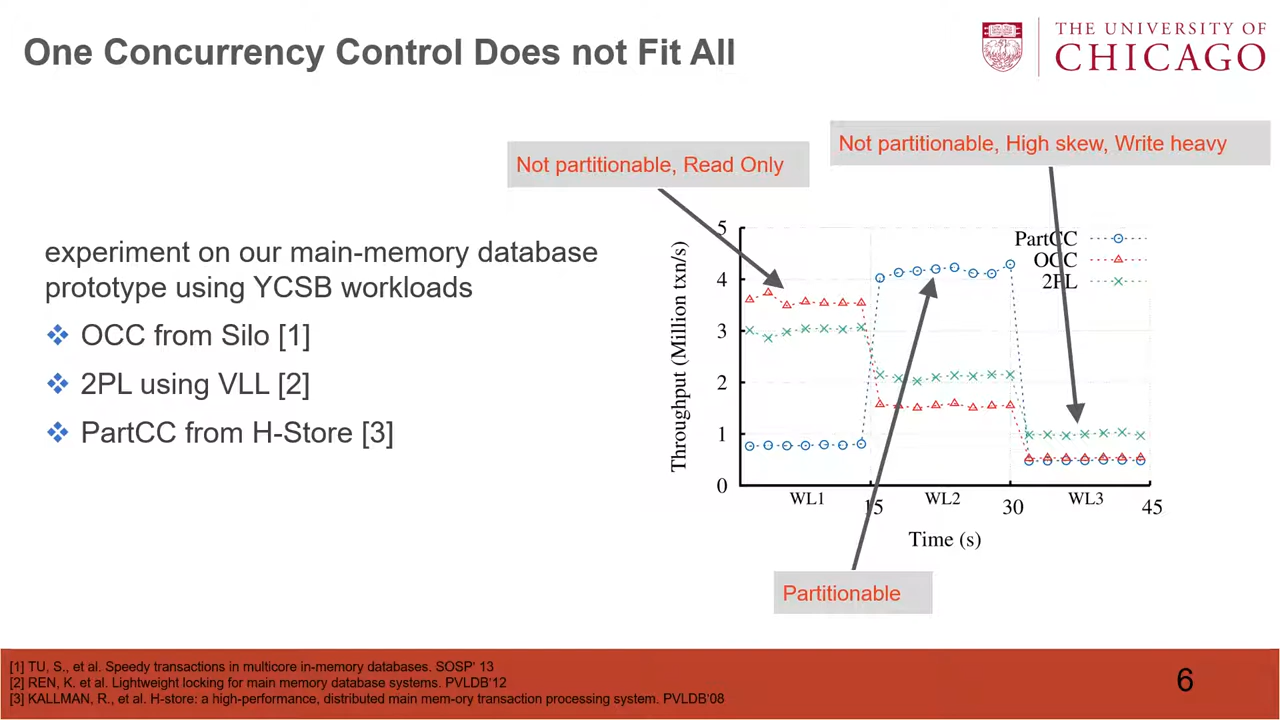 One Concurrency Control Does not Fit All
THE UNIVERSITY OF
CHICAGO
Not partitionable, Read Only
Not partitionable, High skew, Write heavy
experiment on our main-memory database
prototype using YCSB workloads
OCC from Silo [1]
2PL using VLL [2]
PartCC from H-Store [3]
Throughput (Million txn/s)
5
4
3
2
1
0
PartCC
OCC
2PL
WL1
WL2
WL3
15
30
45
Time (s)
Partitionable
[1] TU, S., et al. Speedy transactions in multicore in-memory databases. SOSP' 13
[2] REN, K. et al. Lightweight locking for main memory database systems. PVLDB'12
[3] KALLMAN, R., et al. H-store: a high-performance, distributed main mem-ory transaction processing system. PVLDB'08
6